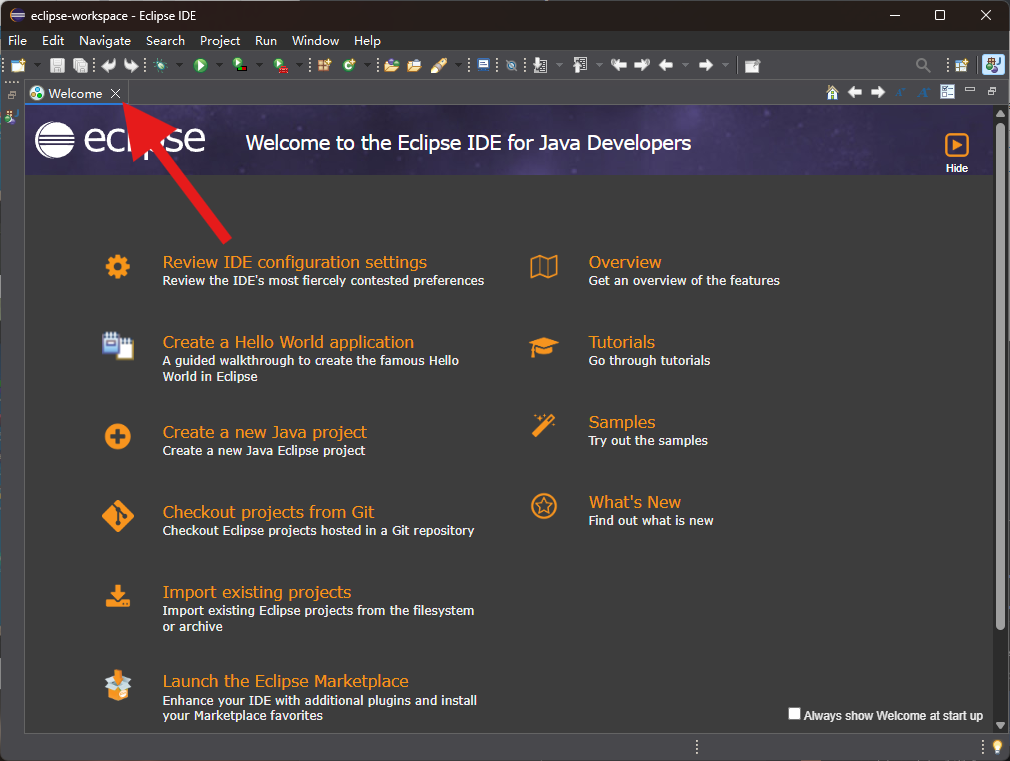 eclipse-workspace - Eclipse IDE
File Edit Navigate Search Project Run Window Help
Welcome
eclipse
Welcome to the Eclipse IDE for Java Developers
Hide
Review IDE configuration settings
Review the IDE's most fiercely contested preferences
Overview
Get an overview of the features
Create a Hello World application
A guided walkthrough to create the famous Hello
World in Eclipse
Tutorials
Go through tutorials
Create a new Java project
Create a new Java Eclipse project
Samples
Try out the samples
Checkout projects from Git
Checkout Eclipse projects hosted in a Git repository
What's New
Find out what is new
Import existing projects
Import existing Eclipse projects from the filesystem
or archive
Launch the Eclipse Marketplace
Enhance your IDE with additional plugins and install
your Marketplace favorites
Always show Welcome at start up